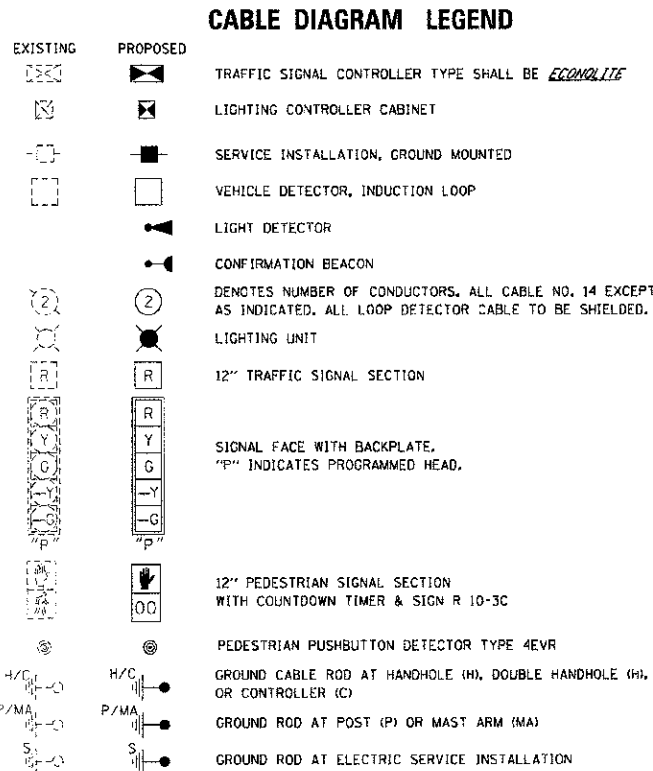 CABLE DIAGRAM LEGEND
EXISTING PROPOSED
TRAFFIC SIGNAL CONTROLLER TYPE SHALL BE ECONOLITE
LIGHTING CONTROLLER CABINET
SERVICE INSTALLATION, GROUND MOUNTED
VEHICLE DETECTOR, INDUCTION LOOP
LIGHT DETECTOR
CONFIRMATION BEACON
2 2 DENOTES NUMBER OF CONDUCTORS. ALL CABLE NO. 14 EXCEPT
AS INDICATED. ALL LOOP DETECTOR CABLE TO BE SHIELDED.
LIGHTING UNIT
R R 12" TRAFFIC SIGNAL SECTION
R R
Y Y SIGNAL FACE WITH BACKPLATE.
G G "P" INDICATES PROGRAMMED HEAD.
-Y -Y
-G -G
"P" "P"
12" PEDESTRIAN SIGNAL SECTION
00 WITH COUNTDOWN TIMER & SIGN R 10-3C
PEDESTRIAN PUSHBUTTON DETECTOR TYPE 4EVR
H/C H/C GROUND CABLE ROD AT HANDHOLE (H), DOUBLE HANDHOLE (H),
OR CONTROLLER (C)
P/MA P/MA GROUND ROD AT POST (P) OR MAST ARM (MA)
S S GROUND ROD AT ELECTRIC SERVICE INSTALLATION